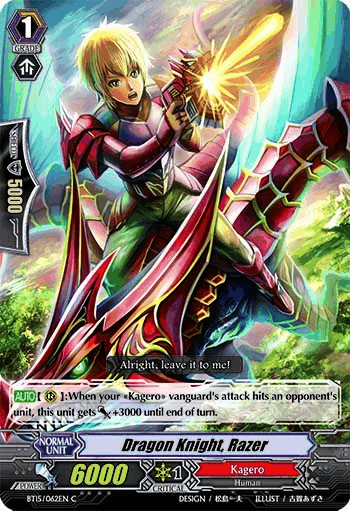 1
GRADE
SHIELD
5000
Alright, leave it to me!
AUTO [ ]:When your «Kagero» vanguard's attack hits an opponent's
unit, this unit gets +3000 until end of turn.
NORMAL
UNIT
Dragon Knight, Razer
POWER
6000
1
CRITICAL
Kagero
Human
BT15/062EN C
DESIGN / 松島一夫
ILLUST / 古賀あずさ